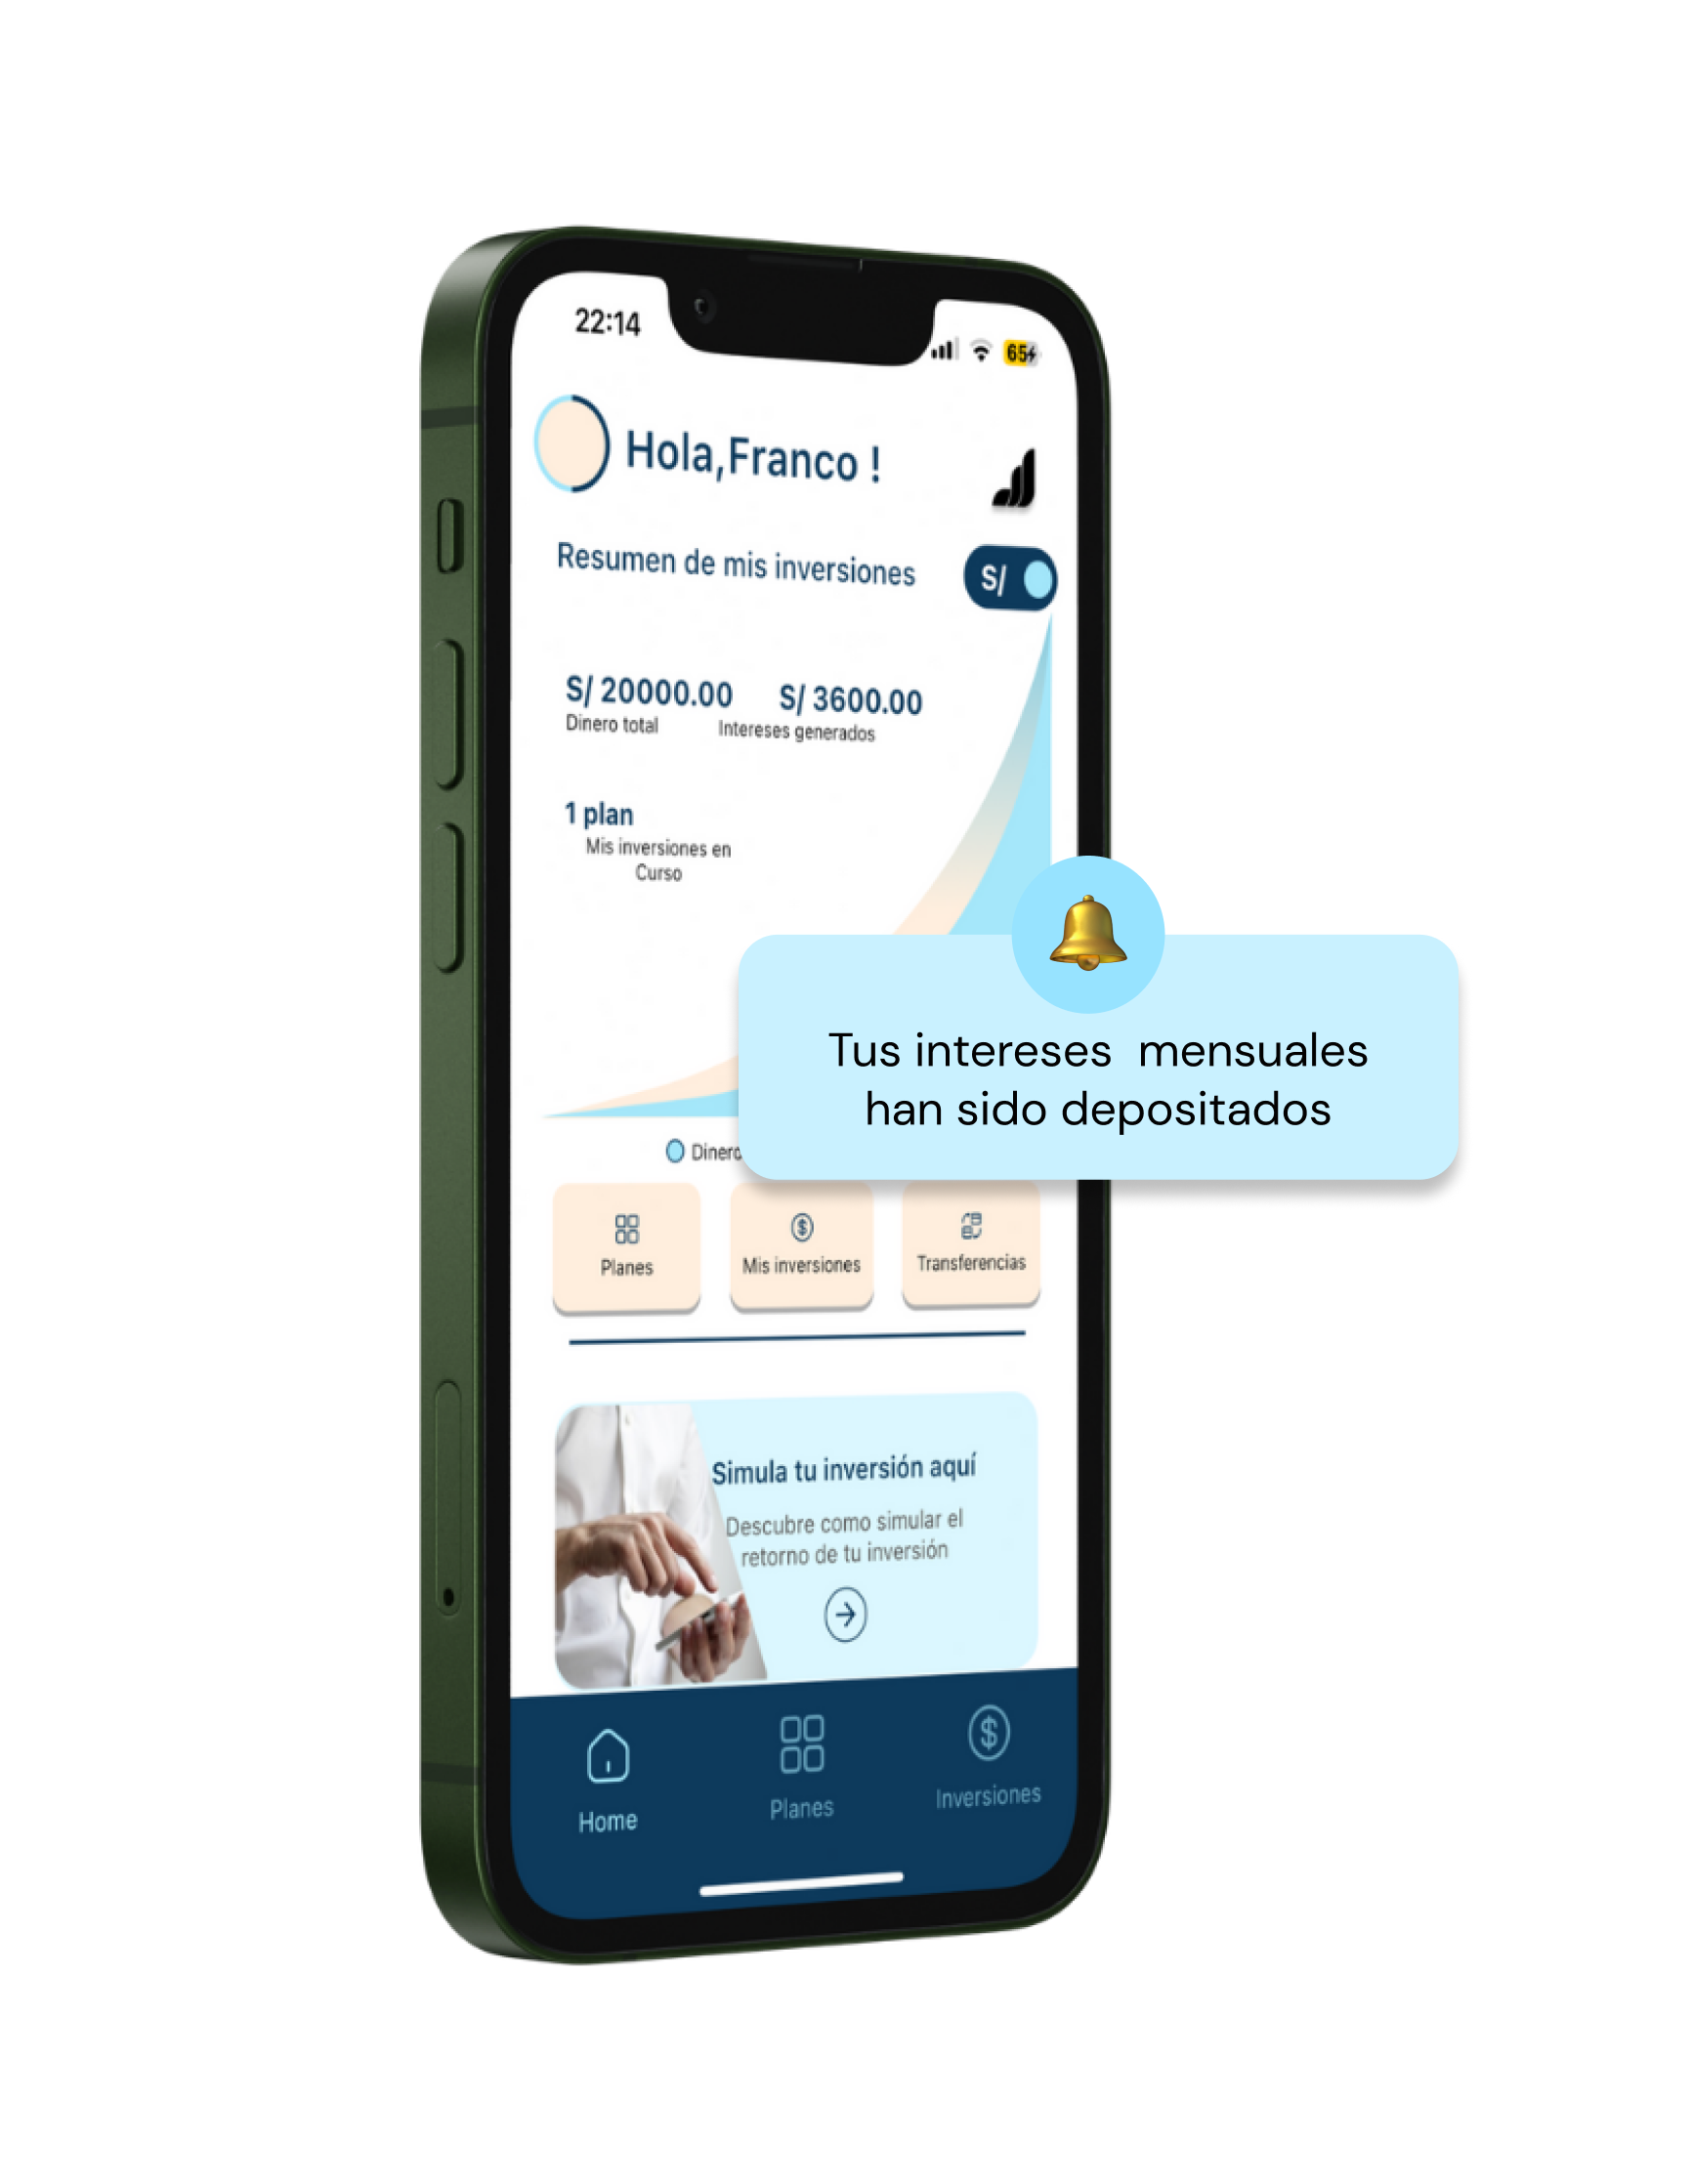 22:14
65
Hola,Franco !
Resumen de mis inversiones
S/
S/ 20000.00 S/ 3600.00
Dinero total Intereses generados
1 plan
Mis inversiones en
Curso
Tus intereses mensuales
han sido depositados
Planes Mis inversiones Transferencias
Simula tu inversión aquí
Descubre como simular el
retorno de tu inversión
Home Planes Inversiones